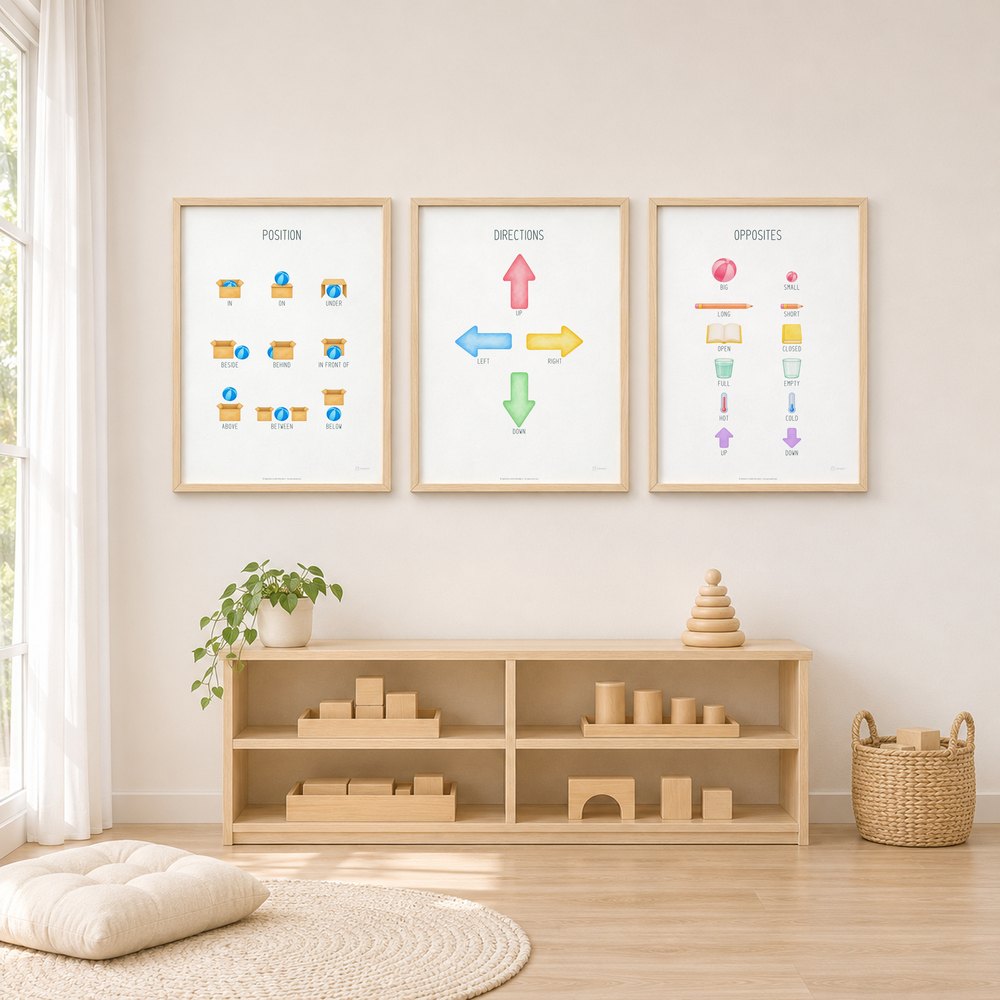 POSITION
IN ON UNDER
BESIDE BEHIND IN FRONT OF
ABOVE BETWEEN BELOW
DIRECTIONS
UP
LEFT RIGHT
DOWN
OPPOSITES
BIG SMALL
LONG SHORT
OPEN CLOSED
FULL EMPTY
HOT COLD
UP DOWN